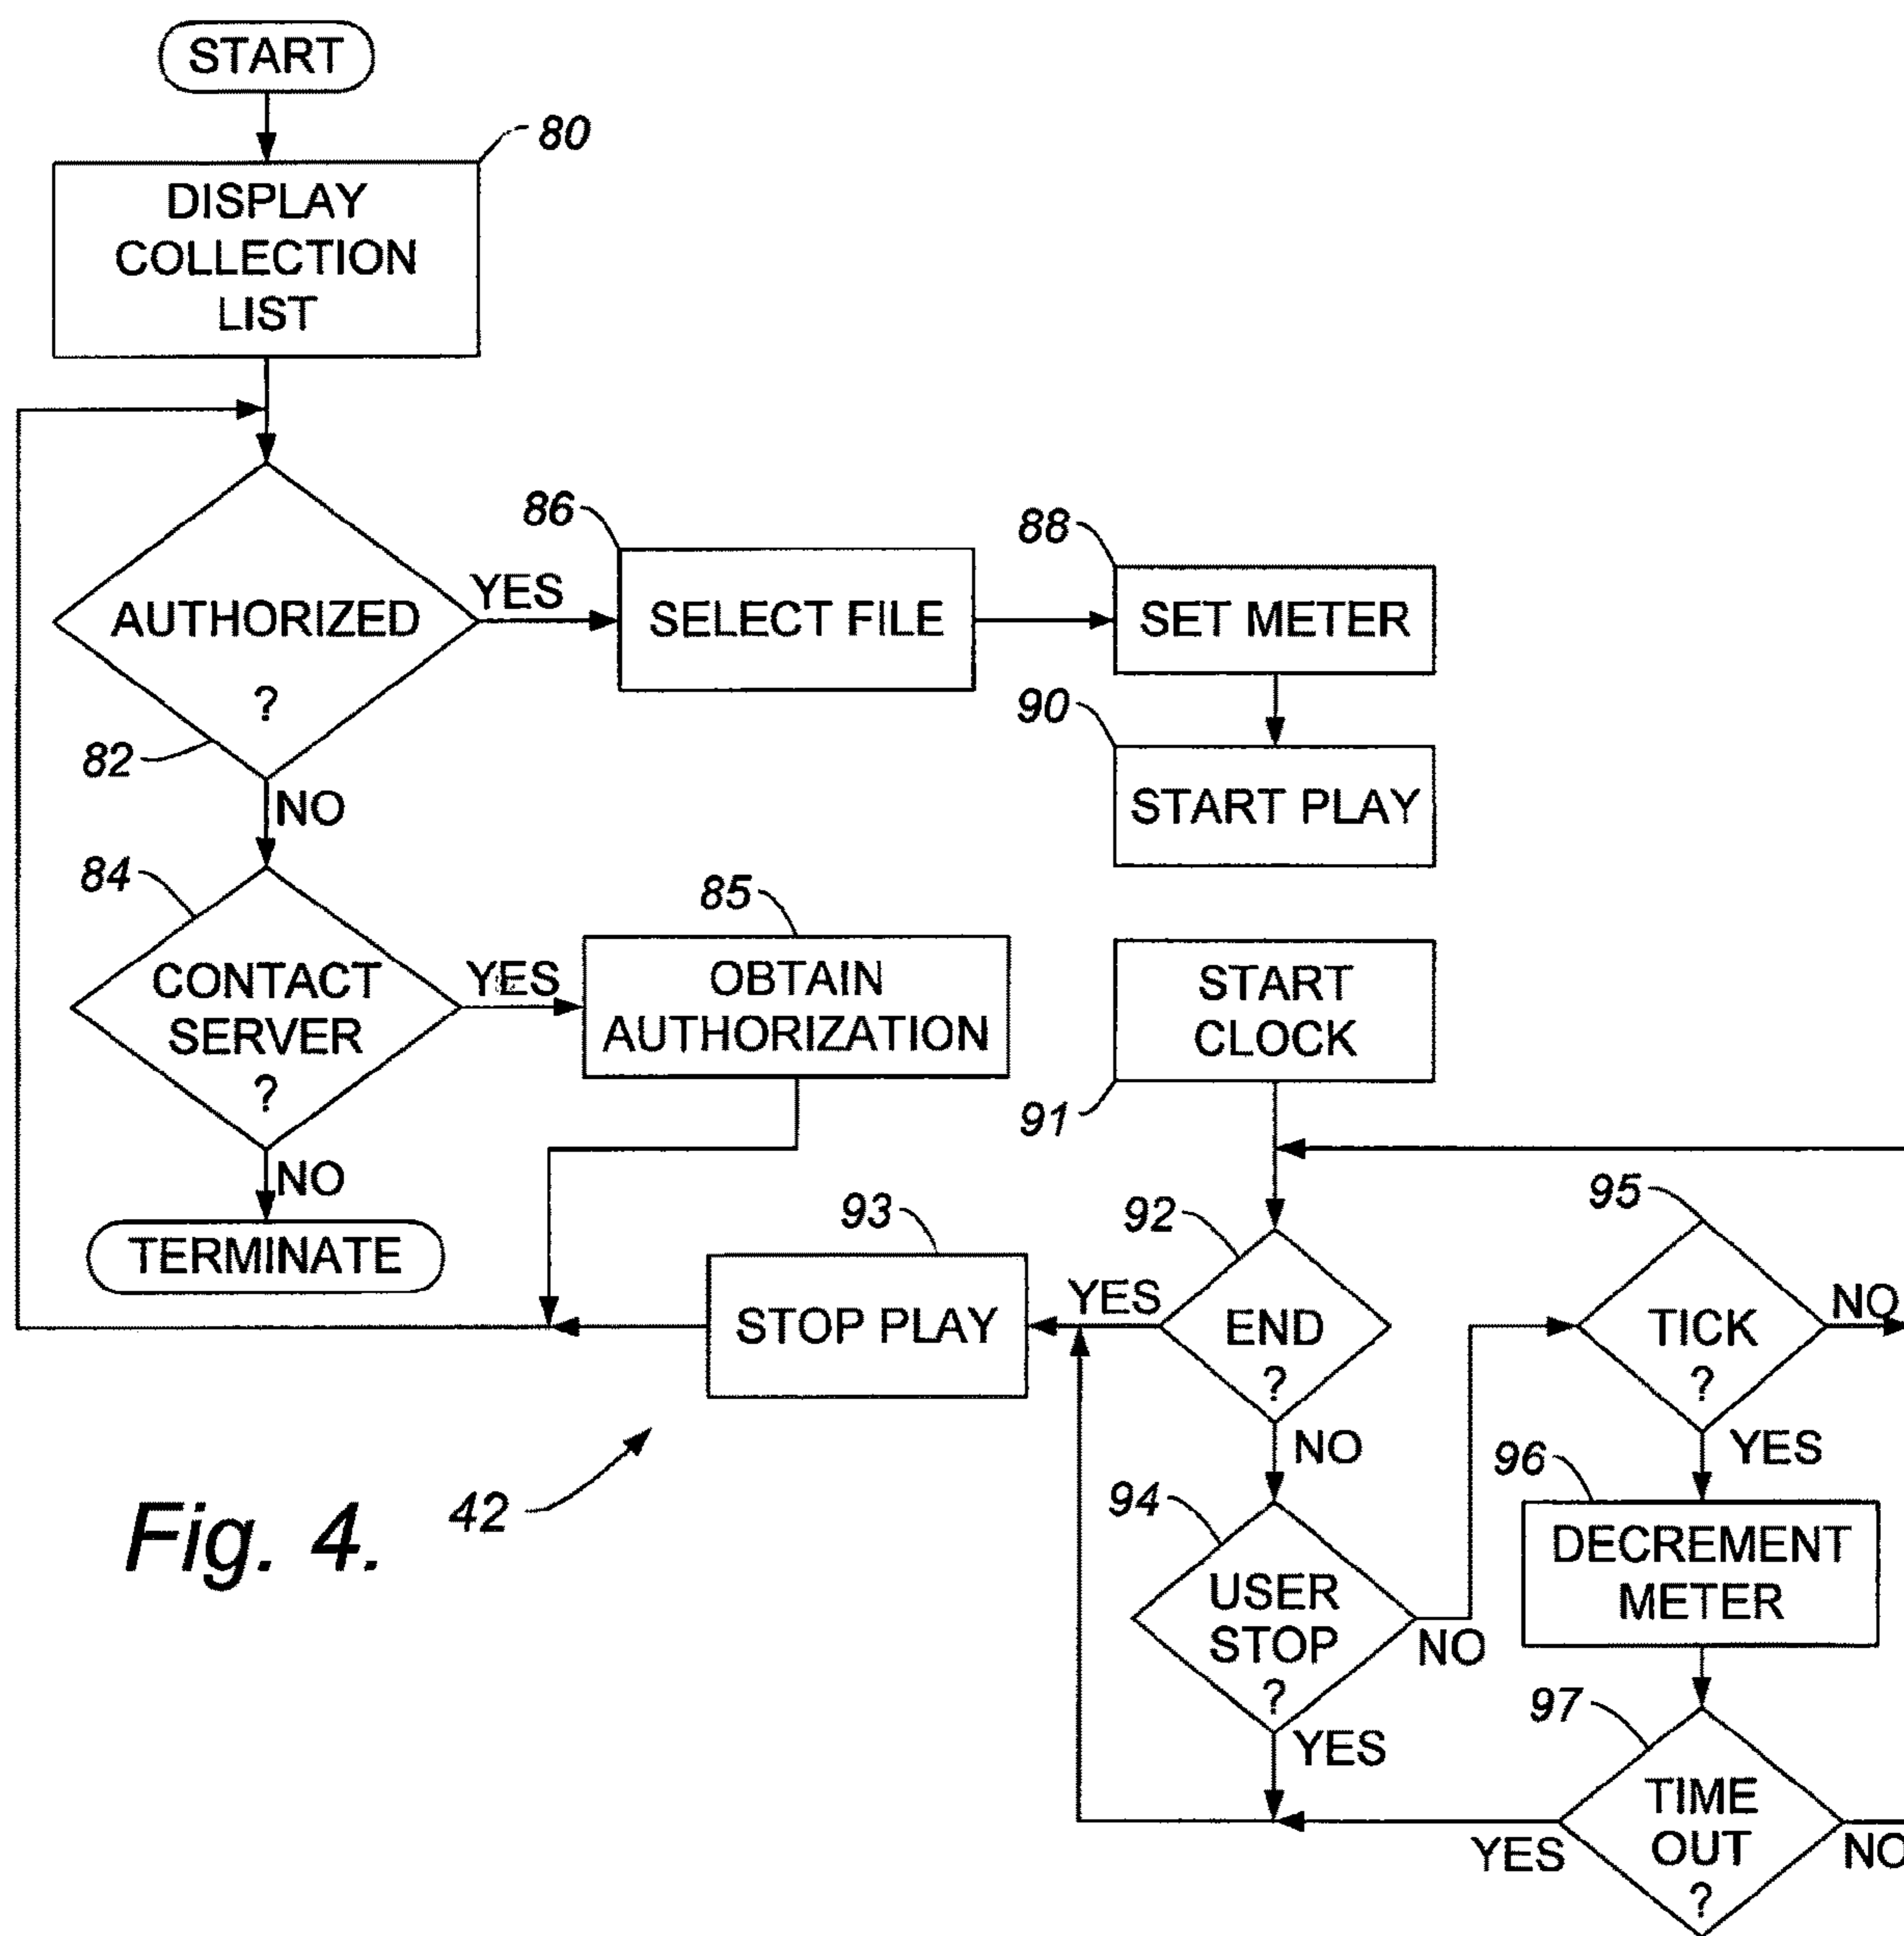 START
80
DISPLAY
COLLECTION
LIST
AUTHORIZED
?
82
YES
86
SELECT FILE
88
SET METER
90
START PLAY
NO
84
CONTACT
SERVER
?
YES
85
OBTAIN
AUTHORIZATION
NO
TERMINATE
START
CLOCK
91
92
END
?
YES
93
STOP PLAY
NO
94
USER
STOP
?
NO
YES
95
TICK
?
NO
YES
96
DECREMENT
METER
97
TIME
OUT
?
YES
NO
42
Fig. 4.